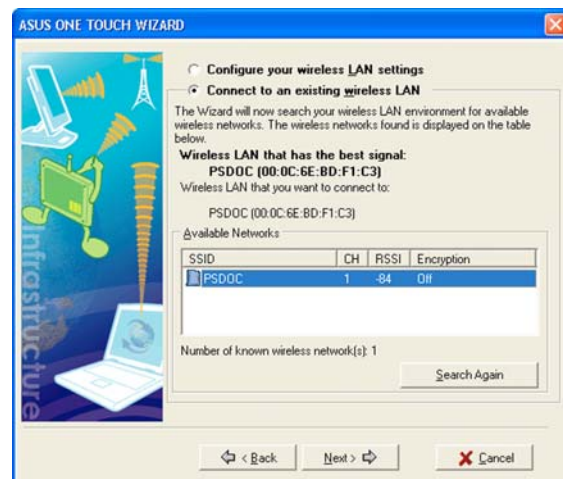 ASUS ONE TOUCH WIZARD
Configure your wireless LAN settings
Connect to an existing wireless LAN
The Wizard will now search your wireless LAN environment for available
wireless networks. The wireless networks found is displayed on the table
below.
Wireless LAN that has the best signal:
PSDOC (00:0C:6E:BD:F1:C3)
Wireless LAN that you want to connect to:
PSDOC (00:0C:6E:BD:F1:C3)
Available Networks
SSID CH RSSI Encryption
PSDOC 1 -84 Off
Number of known wireless network(s): 1
Search Again
Infrastructure
< Back Next > Cancel